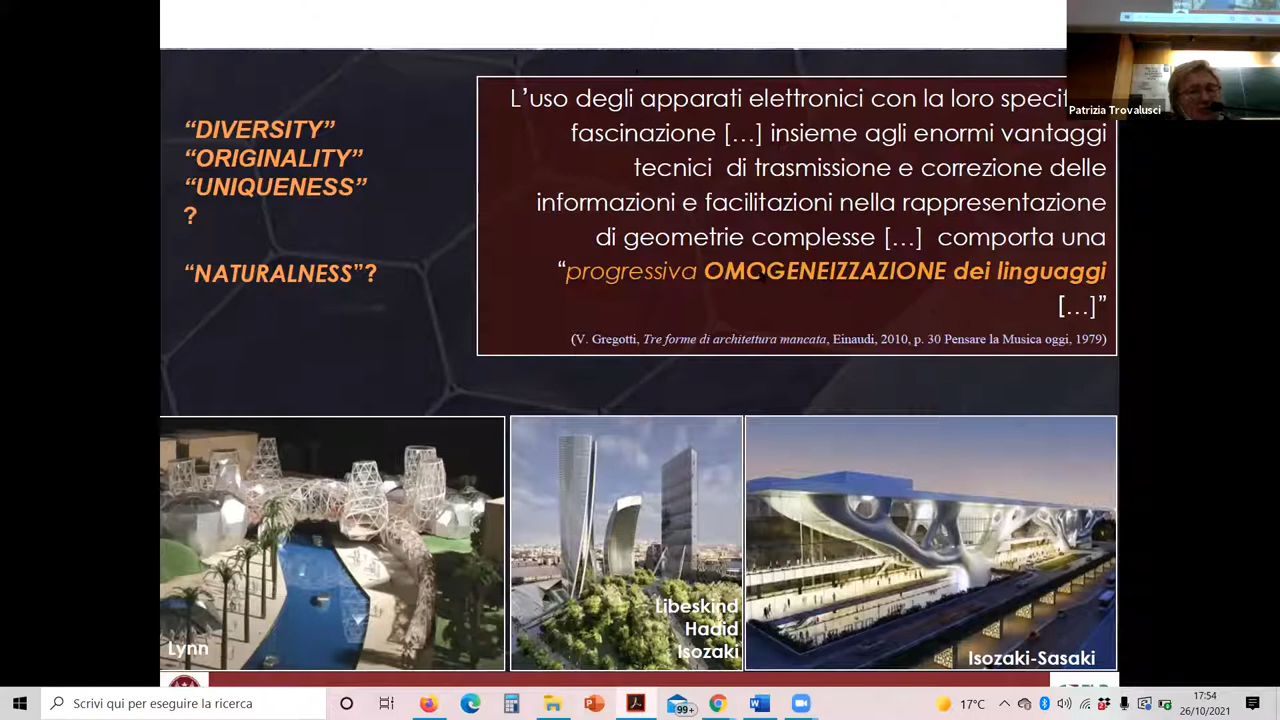 Patrizia Trovalusci
“DIVERSITY”
“ORIGINALITY”
“UNIQUENESS”
?
“NATURALNESS”?
L’uso degli apparati elettronici con la loro
fascinazione […] insieme agli enormi vantaggi
tecnici di trasmissione e correzione delle
informazioni e facilitazioni nella rappresentazione
di geometrie complesse […] comporta una
“progressiva OMOGENEIZZAZIONE dei linguaggi
[…]”
(V. Gregotti, Tre forme di architettura mancata, Einaudi, 2010, p. 30 Pensare la Musica oggi, 1979)
Lynn
Libeskind
Hadid
Isozaki
Isozaki-Sasaki
Scrivi qui per eseguire la ricerca
99+
17°C
17:54
26/10/2021